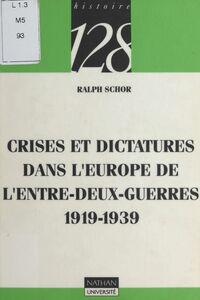 L 1.3
M5
93
histoire
128
RALPH SCHOR
CRISES ET DICTATURES
DANS L'EUROPE DE
L'ENTRE-DEUX-GUERRES
1919-1939
NATHAN
UNIVERSITÉ